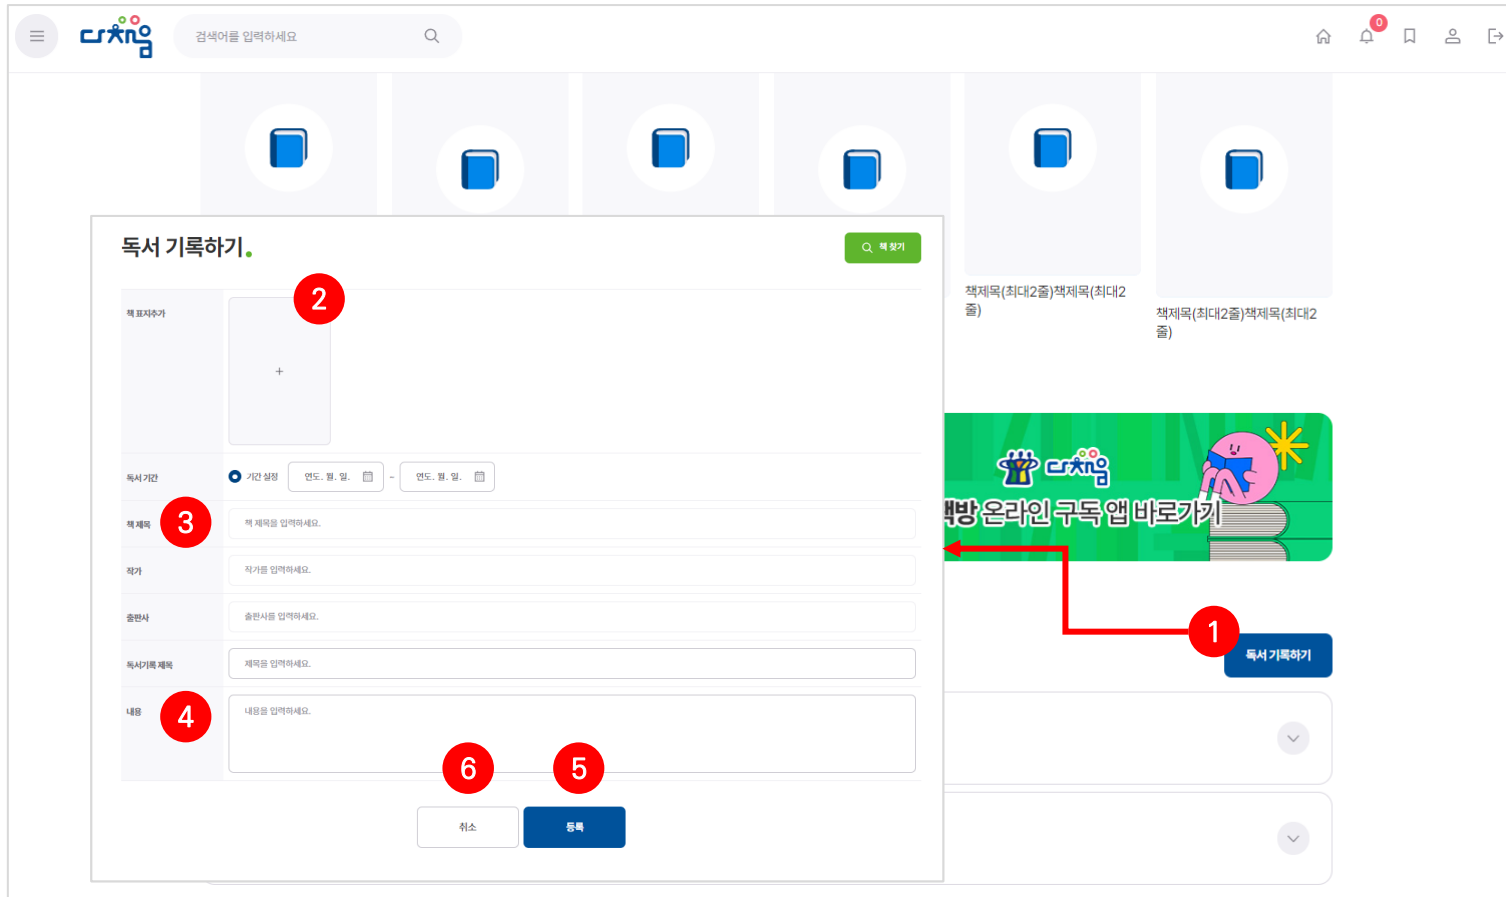 다채움
검색어를 입력하세요
0
독서 기록하기.
책 찾기
2
책 표지추가
+
책제목(최대2줄)책제목(최대2
줄)
책제목(최대2줄)책제목(최대2
줄)
독서 기간
기간 설정
연도. 월. 일.
~
연도. 월. 일.
다채움
책방 온라인 구독 앱 바로가기
책 제목
3
책 제목을 입력하세요.
작가
작가를 입력하세요.
출판사
출판사를 입력하세요.
1
독서 기록하기
독서기록 제목
제목을 입력하세요.
내용
4
내용을 입력하세요.
6
5
취소
등록